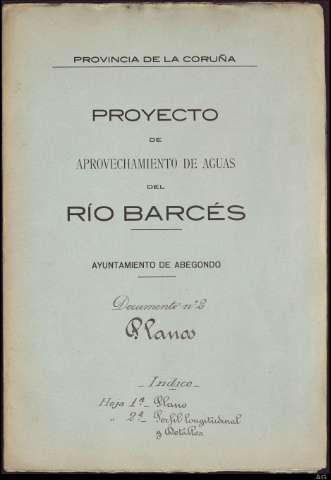 PROVINCIA DE LA CORUÑA
PROYECTO
DE
APROVECHAMIENTO DE AGUAS
DEL
RÍO BARCÉS
AYUNTAMIENTO DE ABEGONDO
Documento nº 2
Planos
Indice
Hoja 1ª Plano
" 2ª Perfil longitudinal
y Detalles